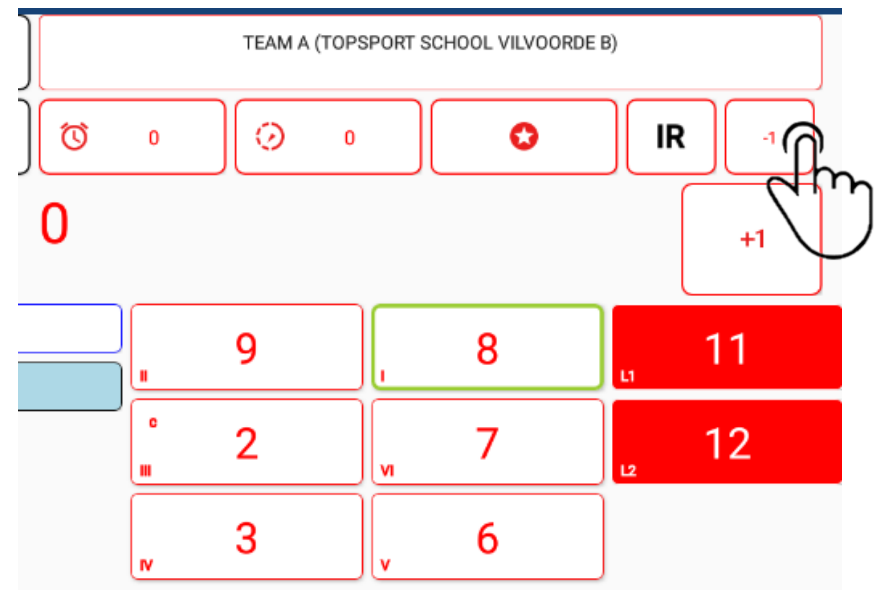 TEAM A (TOPSPORT SCHOOL VILVOORDE B)
0 0 IR -1
0 +1
9 II 8 I 11 L1
C 2 III 7 VI 12 L2
3 IV 6 V